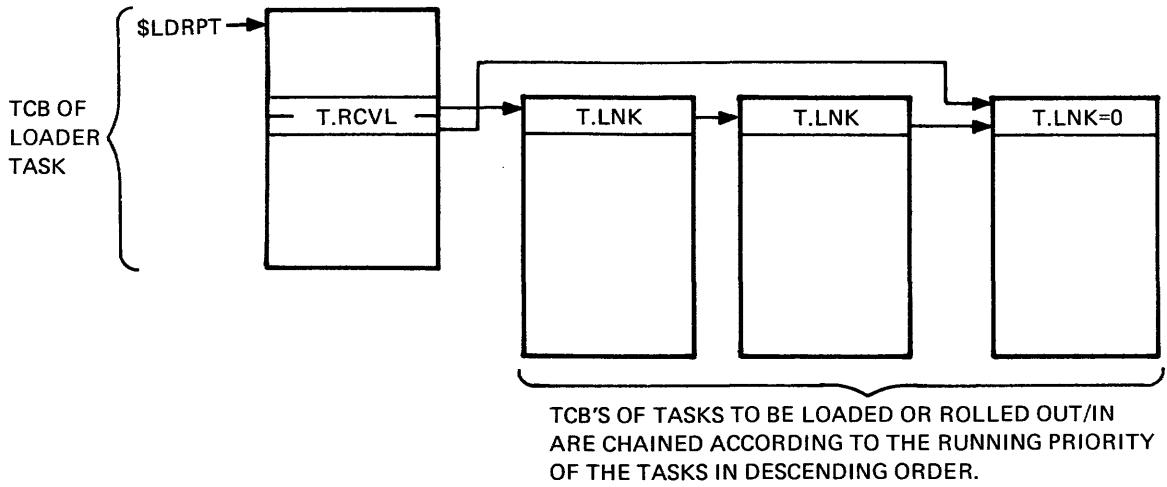 $LDRPT
TCB OF
LOADER
TASK
T.RCVL
T.LNK
T.LNK
T.LNK=0
TCB'S OF TASKS TO BE LOADED OR ROLLED OUT/IN
ARE CHAINED ACCORDING TO THE RUNNING PRIORITY
OF THE TASKS IN DESCENDING ORDER.